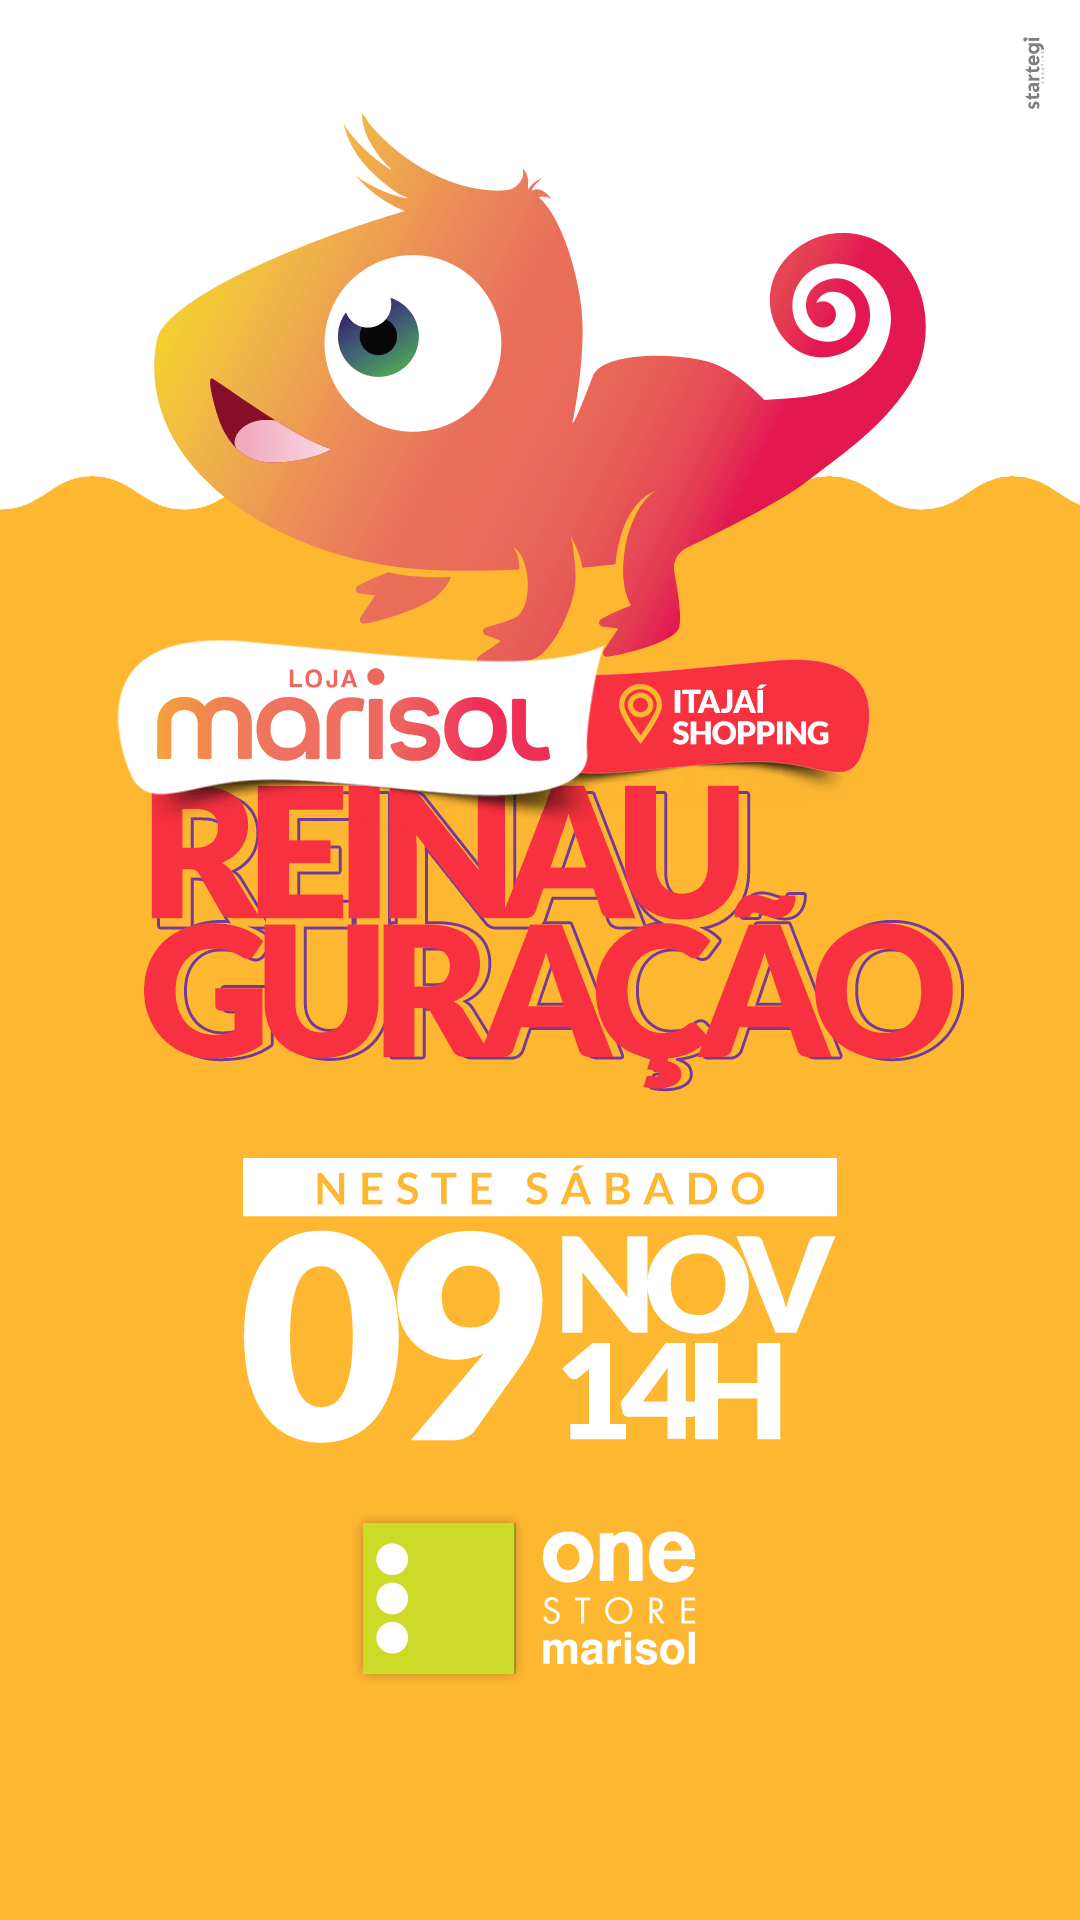 startegi
LOJA
marisol
ITAJAÍ
SHOPPING
REINAU
GURAÇÃO
NESTE SÁBADO
09 NOV
14H
one
STORE
marisol